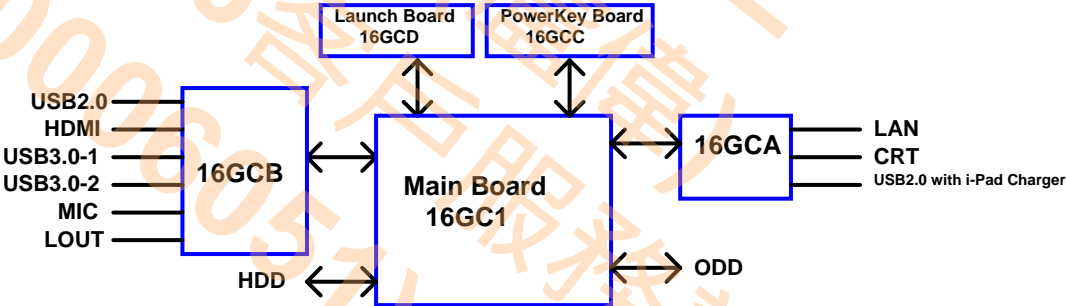 Launch Board
16GCD
PowerKey Board
16GCC
USB2.0
HDMI
USB3.0-1
USB3.0-2
MIC
LOUT
16GCB
Main Board
16GC1
16GCA
LAN
CRT
USB2.0 with i-Pad Charger
HDD
ODD